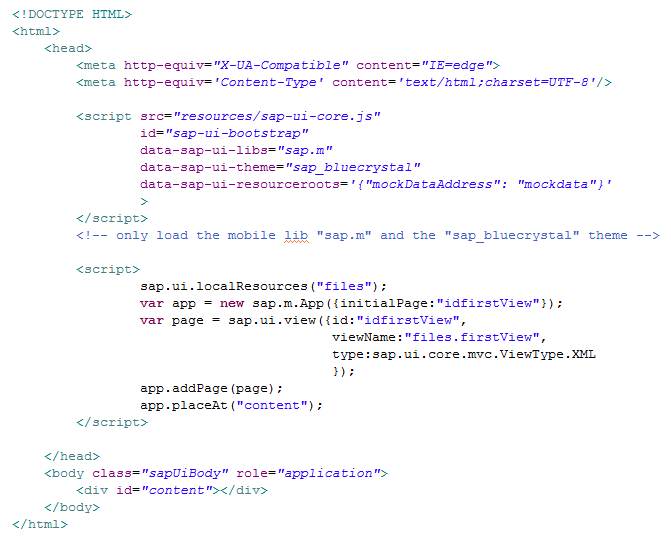 <!DOCTYPE HTML>
<html>
    <head>
        <meta http-equiv="X-UA-Compatible" content="IE=edge">
        <meta http-equiv='Content-Type' content='text/html;charset=UTF-8'/>

        <script src="resources/sap-ui-core.js"
                id="sap-ui-bootstrap"
                data-sap-ui-libs="sap.m"
                data-sap-ui-theme="sap_bluecrystal"
                data-sap-ui-resourceroots='{"mockDataAddress": "mockdata"}'
                >
        </script>
        <!-- only load the mobile lib "sap.m" and the "sap_bluecrystal" theme -->

        <script>
                sap.ui.localResources("files");
                var app = new sap.m.App({initialPage:"idfirstView"});
                var page = sap.ui.view({id:"idfirstView",
                                        viewName:"files.firstView",
                                        type:sap.ui.core.mvc.ViewType.XML
                                        });
                app.addPage(page);
                app.placeAt("content");
        </script>

    </head>
    <body class="sapUiBody" role="application">
        <div id="content"></div>
    </body>
</html>